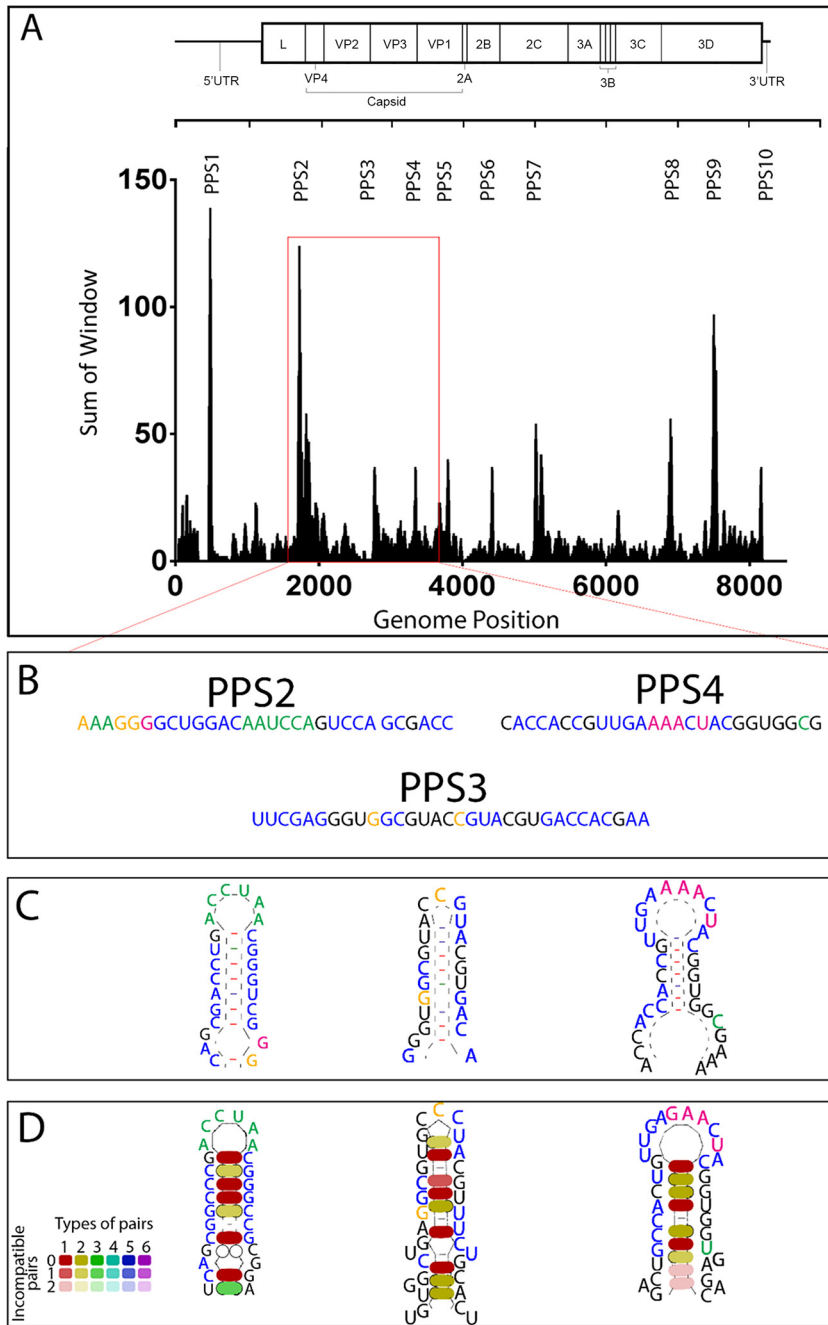 A
L VP2 VP3 VP1 2B 2C 3A 3C 3D
5'UTR VP4 2A 3B 3'UTR
Capsid
PPS1 PPS2 PPS3 PPS4 PPS5 PPS6 PPS7 PPS8 PPS9 PPS10
150
100
50
0
Sum of Window
0 2000 4000 6000 8000
Genome Position
B
PPS2 PPS4
AAAGGGGCUGGACAAUCCAGUCCA GCGACC CACCACCGUUGAAAACUACGGUGGCG
PPS3
UUCGAGGGUGGCGUACCGUACGUGACCACGAA
C
D
Types of pairs
1 2 3 4 5 6
Incompatible pairs
0
1
2